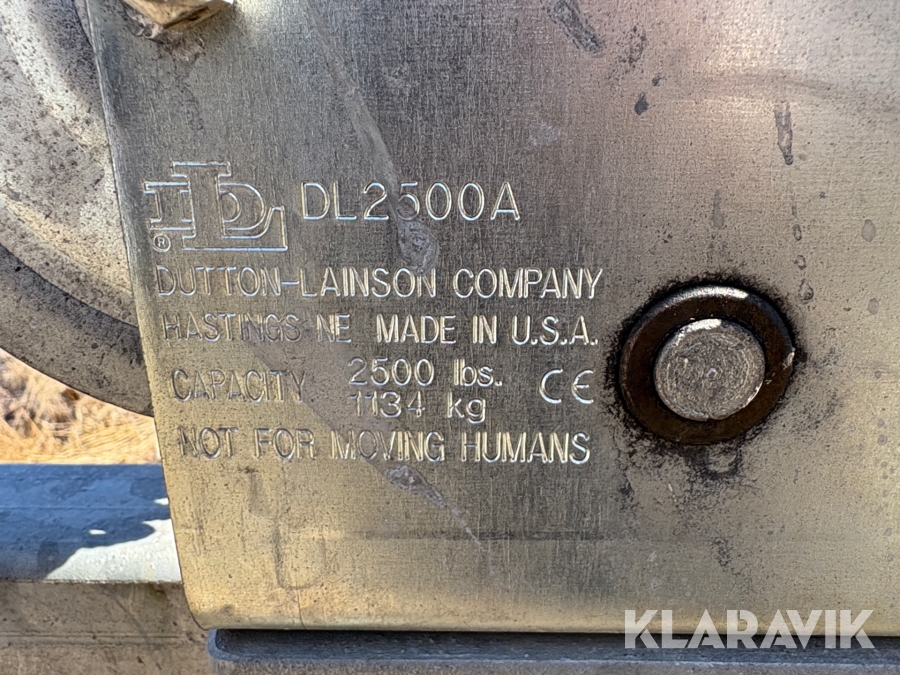 DL2500A
DL ®
DUTTON-LAINSON COMPANY
HASTINGS NE MADE IN U.S.A.
CAPACITY 2500 lbs. CE
1134 kg
NOT FOR MOVING HUMANS
KLARAVIK